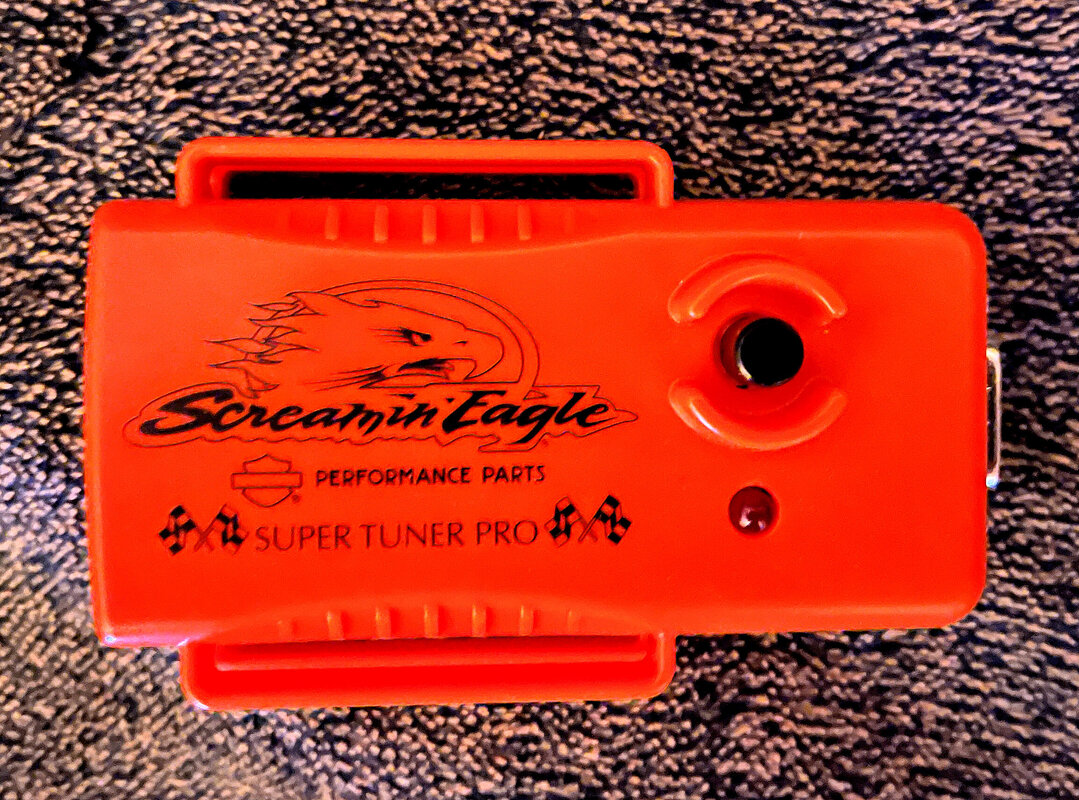 Screamin' Eagle
PERFORMANCE PARTS
SUPER TUNER PRO